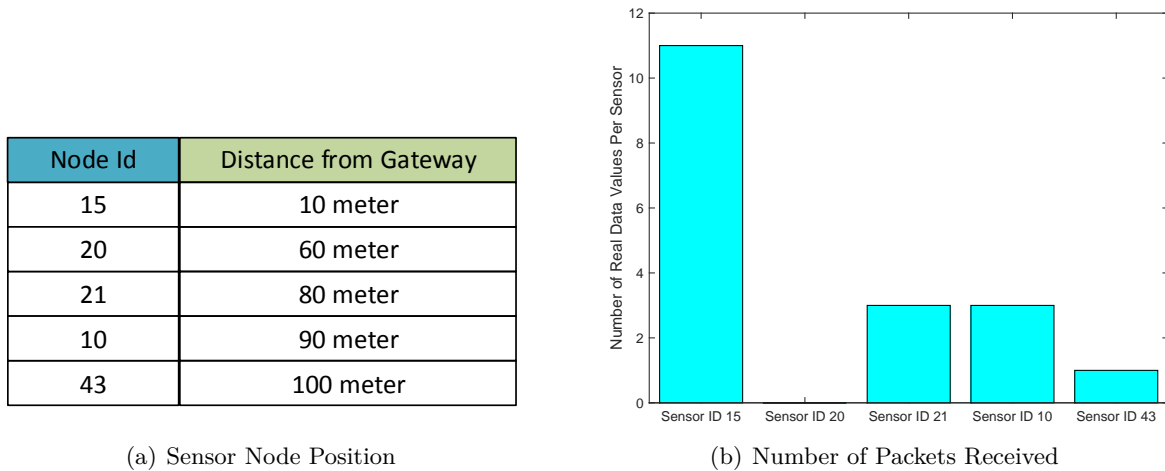 Node Id Distance from Gateway
15 10 meter
20 60 meter
21 80 meter
10 90 meter
43 100 meter
(a) Sensor Node Position
Number of Real Data Values Per Sensor
12
10
8
6
4
2
0
Sensor ID 15 Sensor ID 20 Sensor ID 21 Sensor ID 10 Sensor ID 43
(b) Number of Packets Received